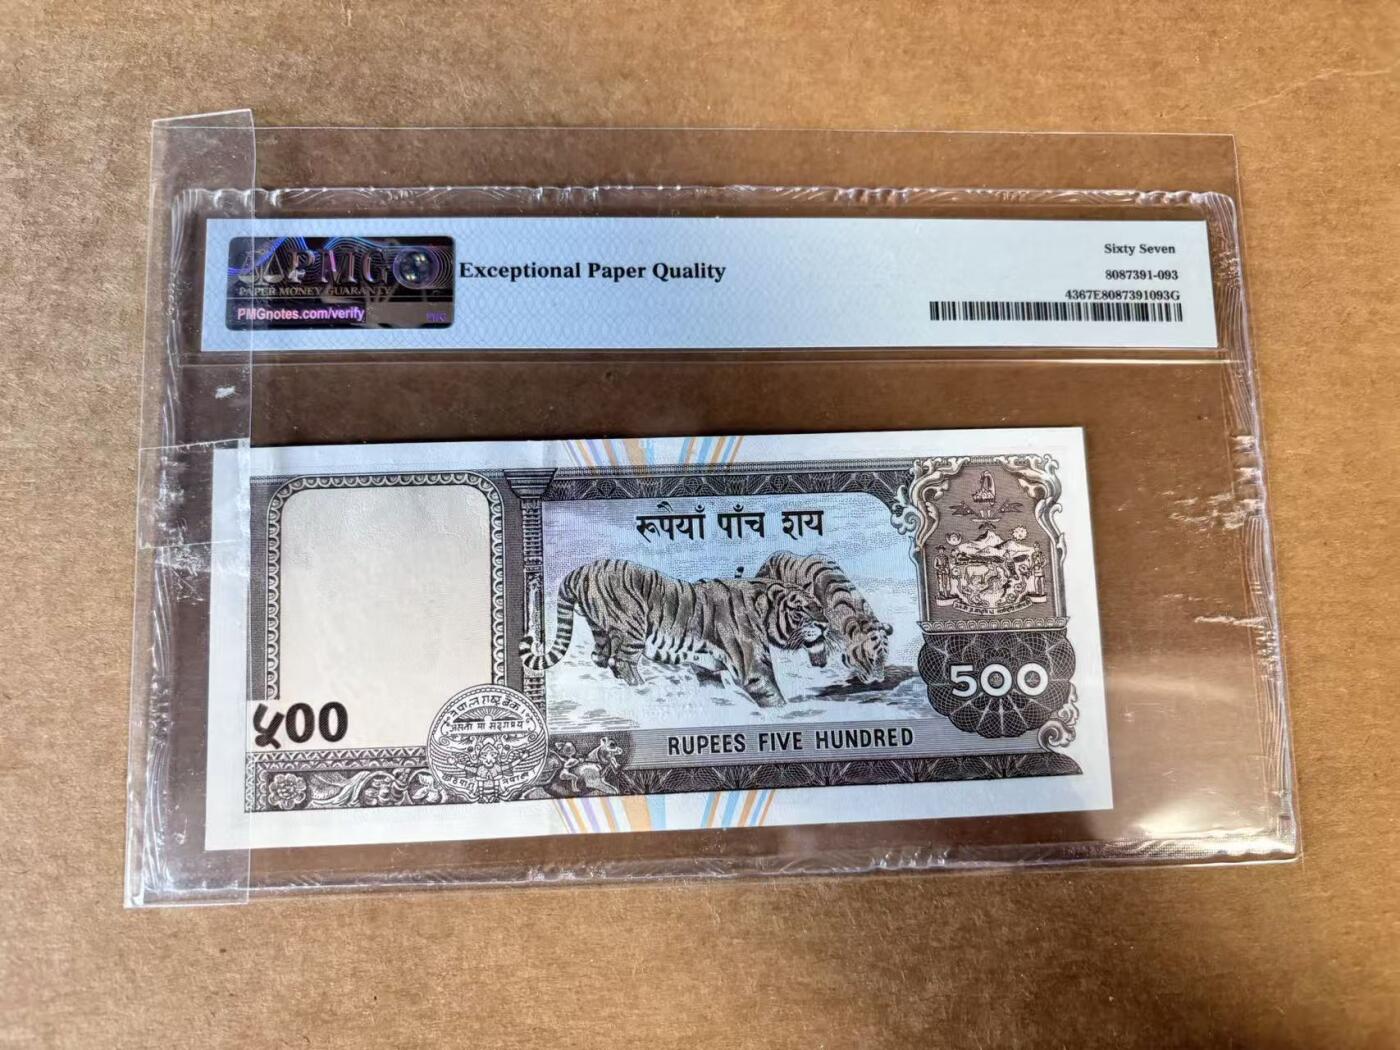 PMG
PAPER MONEY GUARANTY
PMGnotes.com/verify
Exceptional Paper Quality
Sixty Seven
8087391-093
4367E8087391093G
रूपैयाँ पाँच शय
500
५00
RUPEES FIVE HUNDRED